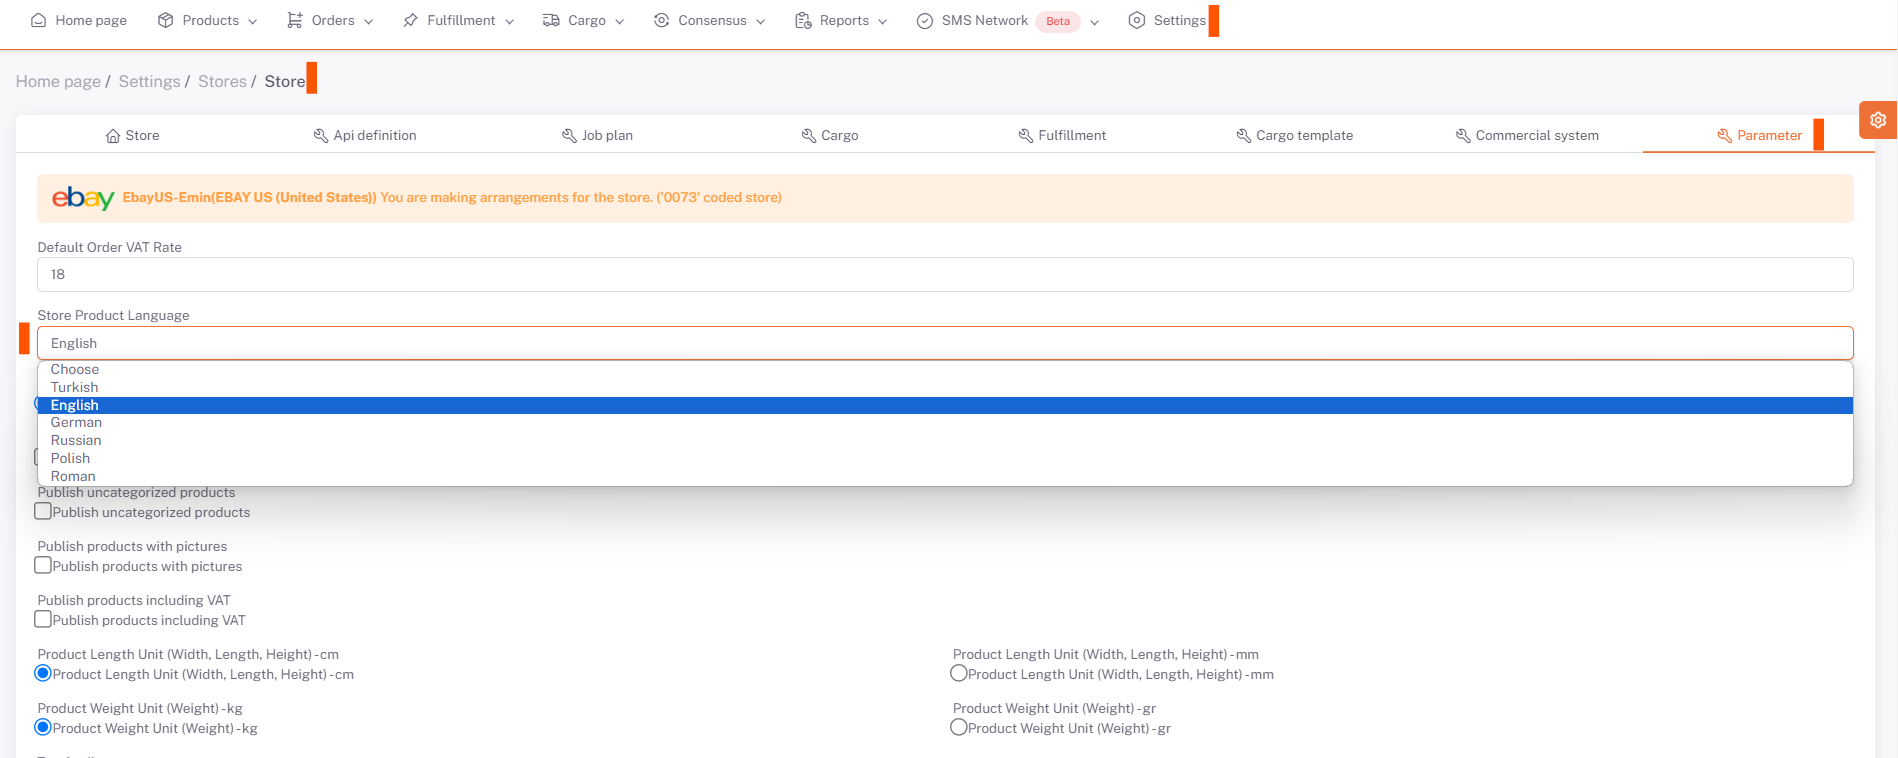 Home page Products Orders Fulfillment Cargo Consensus Reports SMS Network Beta Settings
Home page / Settings / Stores / Store
Store Api definition Job plan Cargo Fulfillment Cargo template Commercial system Parameter
ebay EbayUS-Emin(EBAY US (United States)) You are making arrangements for the store. ('0073' coded store)
Default Order VAT Rate
18
Store Product Language
English
Choose
Turkish
English
German
Russian
Polish
Roman
Publish uncategorized products
Publish uncategorized products
Publish products with pictures
Publish products with pictures
Publish products including VAT
Publish products including VAT
Product Length Unit (Width, Length, Height) - cm Product Length Unit (Width, Length, Height) - mm
Product Length Unit (Width, Length, Height) - cm Product Length Unit (Width, Length, Height) - mm
Product Weight Unit (Weight) - kg Product Weight Unit (Weight) - gr
Product Weight Unit (Weight) - kg Product Weight Unit (Weight) - gr